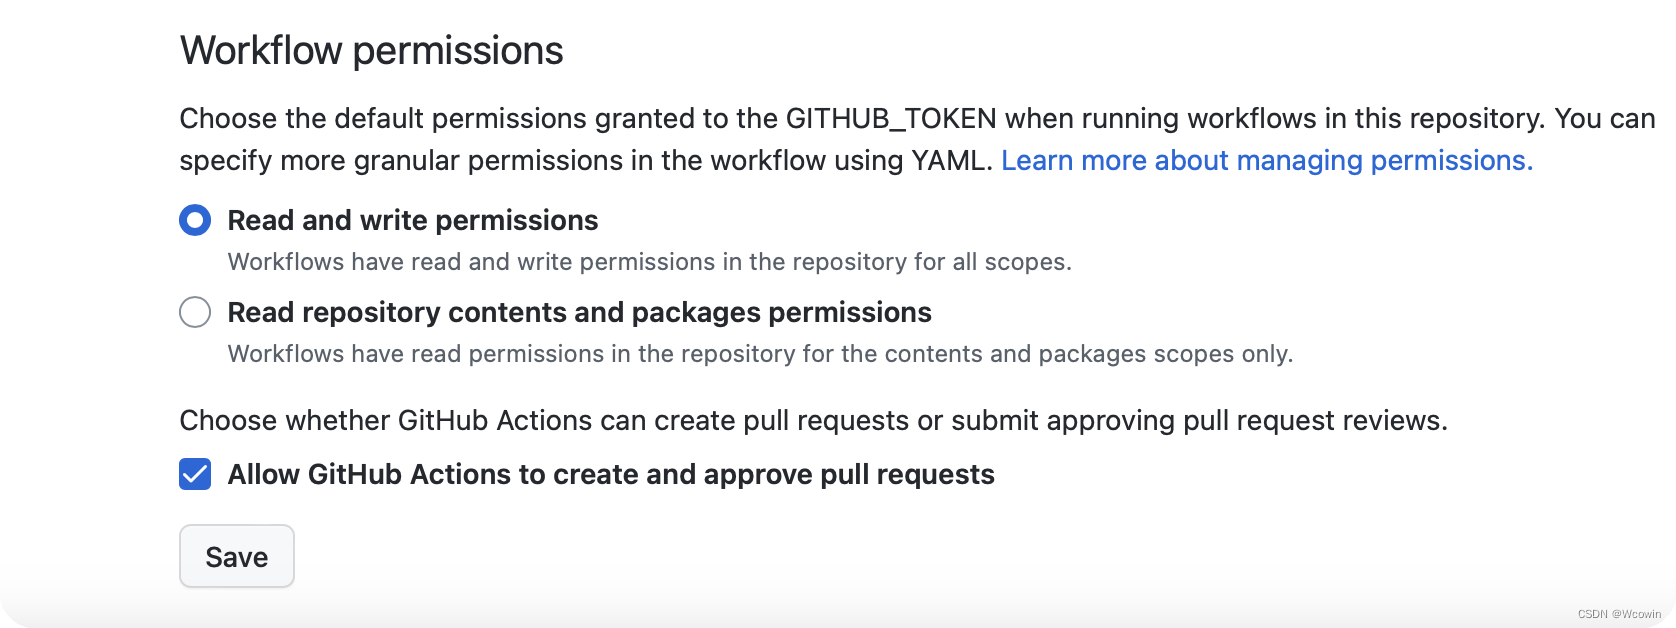 Workflow permissions
Choose the default permissions granted to the GITHUB_TOKEN when running workflows in this repository. You can
specify more granular permissions in the workflow using YAML. Learn more about managing permissions.
Read and write permissions
Workflows have read and write permissions in the repository for all scopes.
Read repository contents and packages permissions
Workflows have read permissions in the repository for the contents and packages scopes only.
Choose whether GitHub Actions can create pull requests or submit approving pull request reviews.
Allow GitHub Actions to create and approve pull requests
Save
CSDN @Wcowin